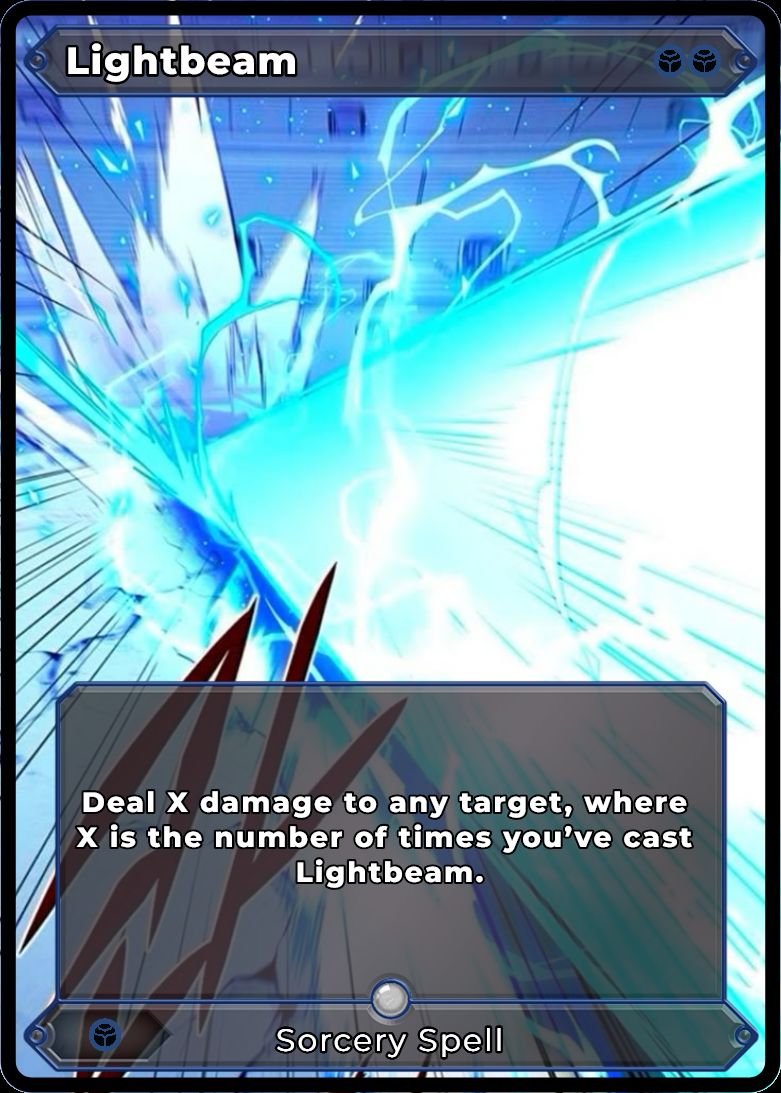 Lightbeam
Deal X damage to any target, where
X is the number of times you’ve cast
Lightbeam.
Sorcery Spell